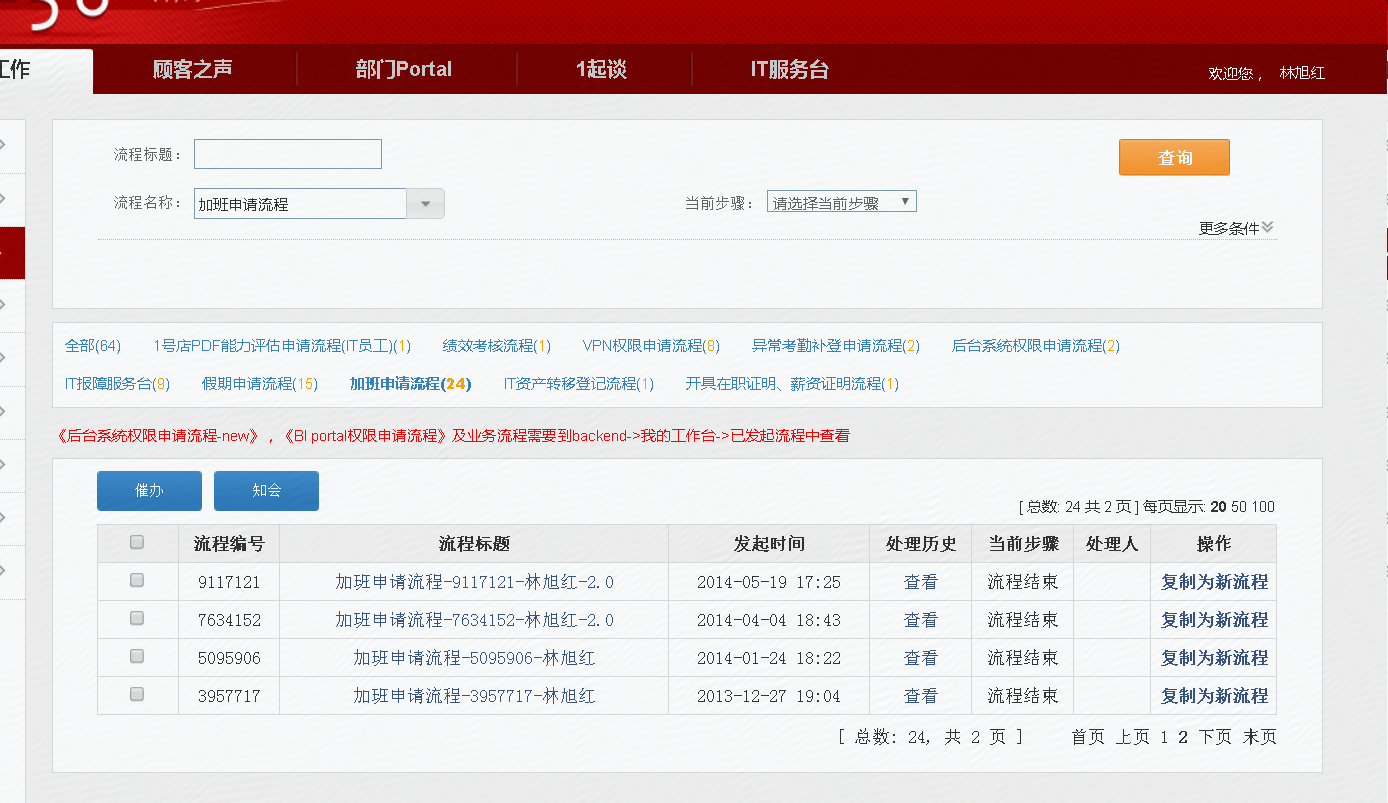 工作 顾客之声 部门Portal 1起谈 IT服务台 欢迎您， 林旭红
流程标题： 查询
流程名称： 加班申请流程 当前步骤： 请选择当前步骤
更多条件
全部(64) 1号店PDF能力评估申请流程(IT员工)(1) 绩效考核流程(1) VPN权限申请流程(8) 异常考勤补登申请流程(2) 后台系统权限申请流程(2)
IT报障服务台(9) 假期申请流程(15) 加班申请流程(24) IT资产转移登记流程(1) 开具在职证明、薪资证明流程(1)
《后台系统权限申请流程-new》，《BI portal权限申请流程》及业务流程需要到backend->我的工作台->已发起流程中查看
催办 知会
[ 总数: 24 共 2 页 ] 每页显示: 20 50 100
流程编号 流程标题 发起时间 处理历史 当前步骤 处理人 操作
9117121 加班申请流程-9117121-林旭红-2.0 2014-05-19 17:25 查看 流程结束 复制为新流程
7634152 加班申请流程-7634152-林旭红-2.0 2014-04-04 18:43 查看 流程结束 复制为新流程
5095906 加班申请流程-5095906-林旭红 2014-01-24 18:22 查看 流程结束 复制为新流程
3957717 加班申请流程-3957717-林旭红 2013-12-27 19:04 查看 流程结束 复制为新流程
[ 总数: 24, 共 2 页 ] 首页 上页 1 2 下页 末页